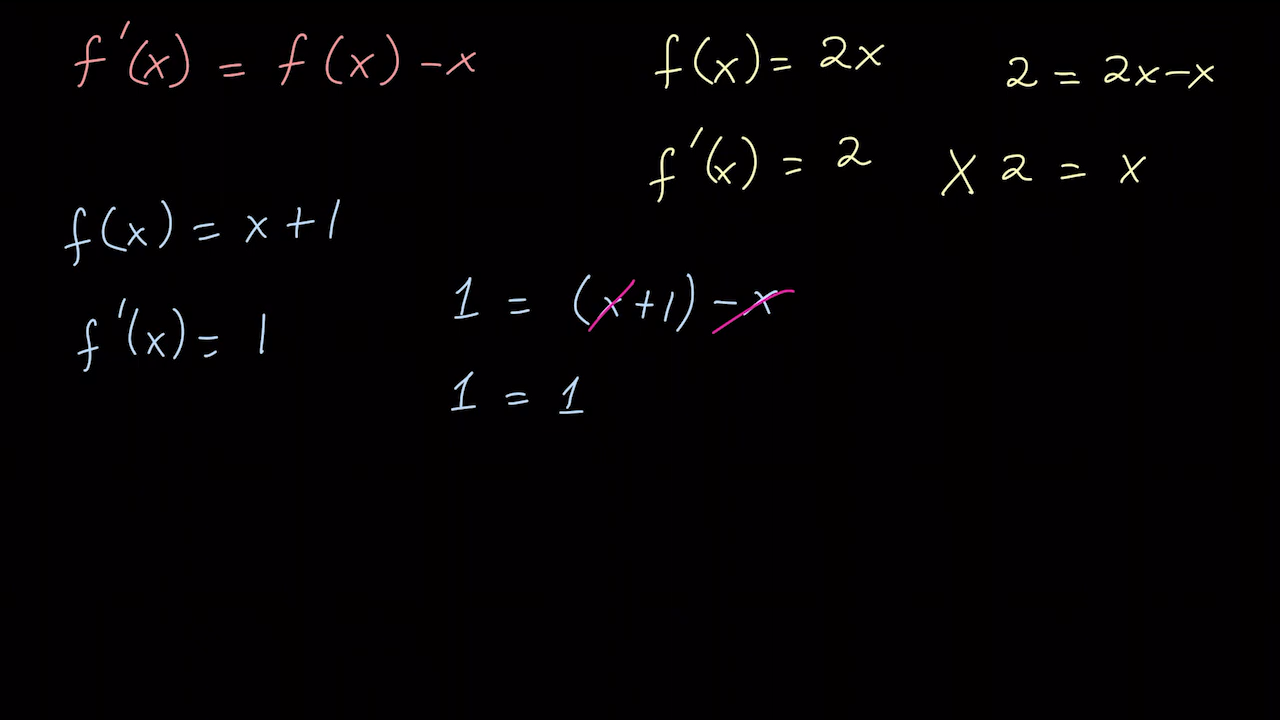 f'(x) = f(x) - x
f(x) = 2x
2 = 2x - x
f'(x) = 2
X 2 = x
f(x) = x + 1
1 = (x + 1) - x
f'(x) = 1
1 = 1